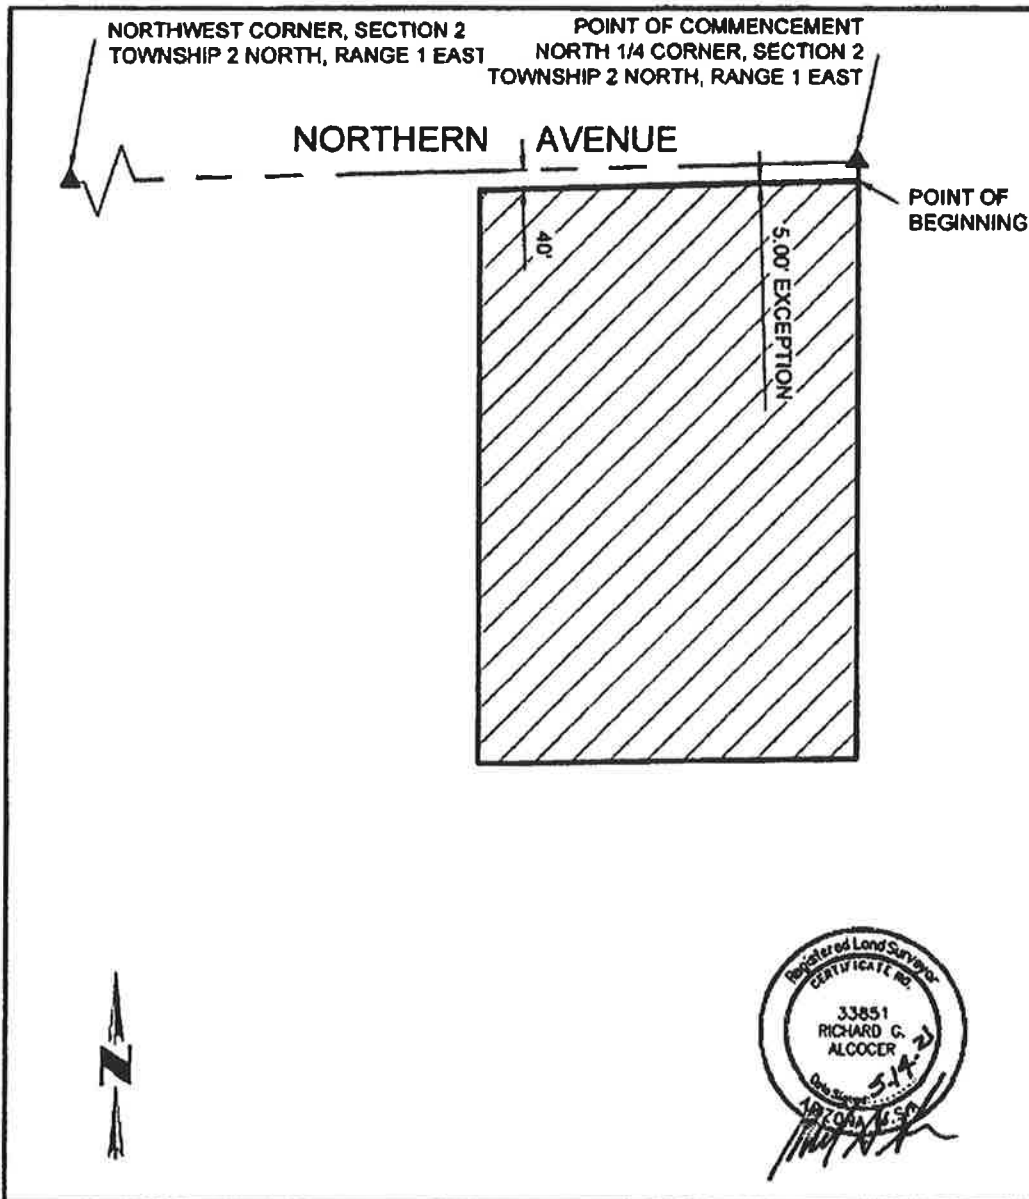 NORTHWEST CORNER, SECTION 2
TOWNSHIP 2 NORTH, RANGE 1 EAST
POINT OF COMMENCEMENT
NORTH 1/4 CORNER, SECTION 2
TOWNSHIP 2 NORTH, RANGE 1 EAST
NORTHERN AVENUE
POINT OF
BEGINNING
40'
5.00' EXCEPTION
N
Registered Land Surveyor
CERTIFICATE NO.
33851
RICHARD G.
ALCOCER
Date Signed
5-14-21
ARIZONA, U.S.A.